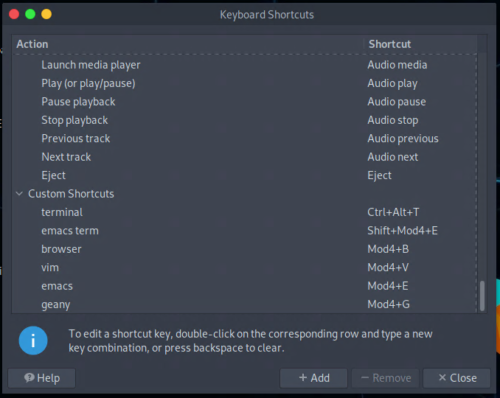 Keyboard Shortcuts
Action Shortcut
Launch media player Audio media
Play (or play/pause) Audio play
Pause playback Audio pause
Stop playback Audio stop
Previous track Audio previous
Next track Audio next
Eject Eject
Custom Shortcuts
terminal Ctrl+Alt+T
emacs term Shift+Mod4+E
browser Mod4+B
vim Mod4+V
emacs Mod4+E
geany Mod4+G
To edit a shortcut key, double-click on the corresponding row and type a new
key combination, or press backspace to clear.
Help + Add − Remove × Close